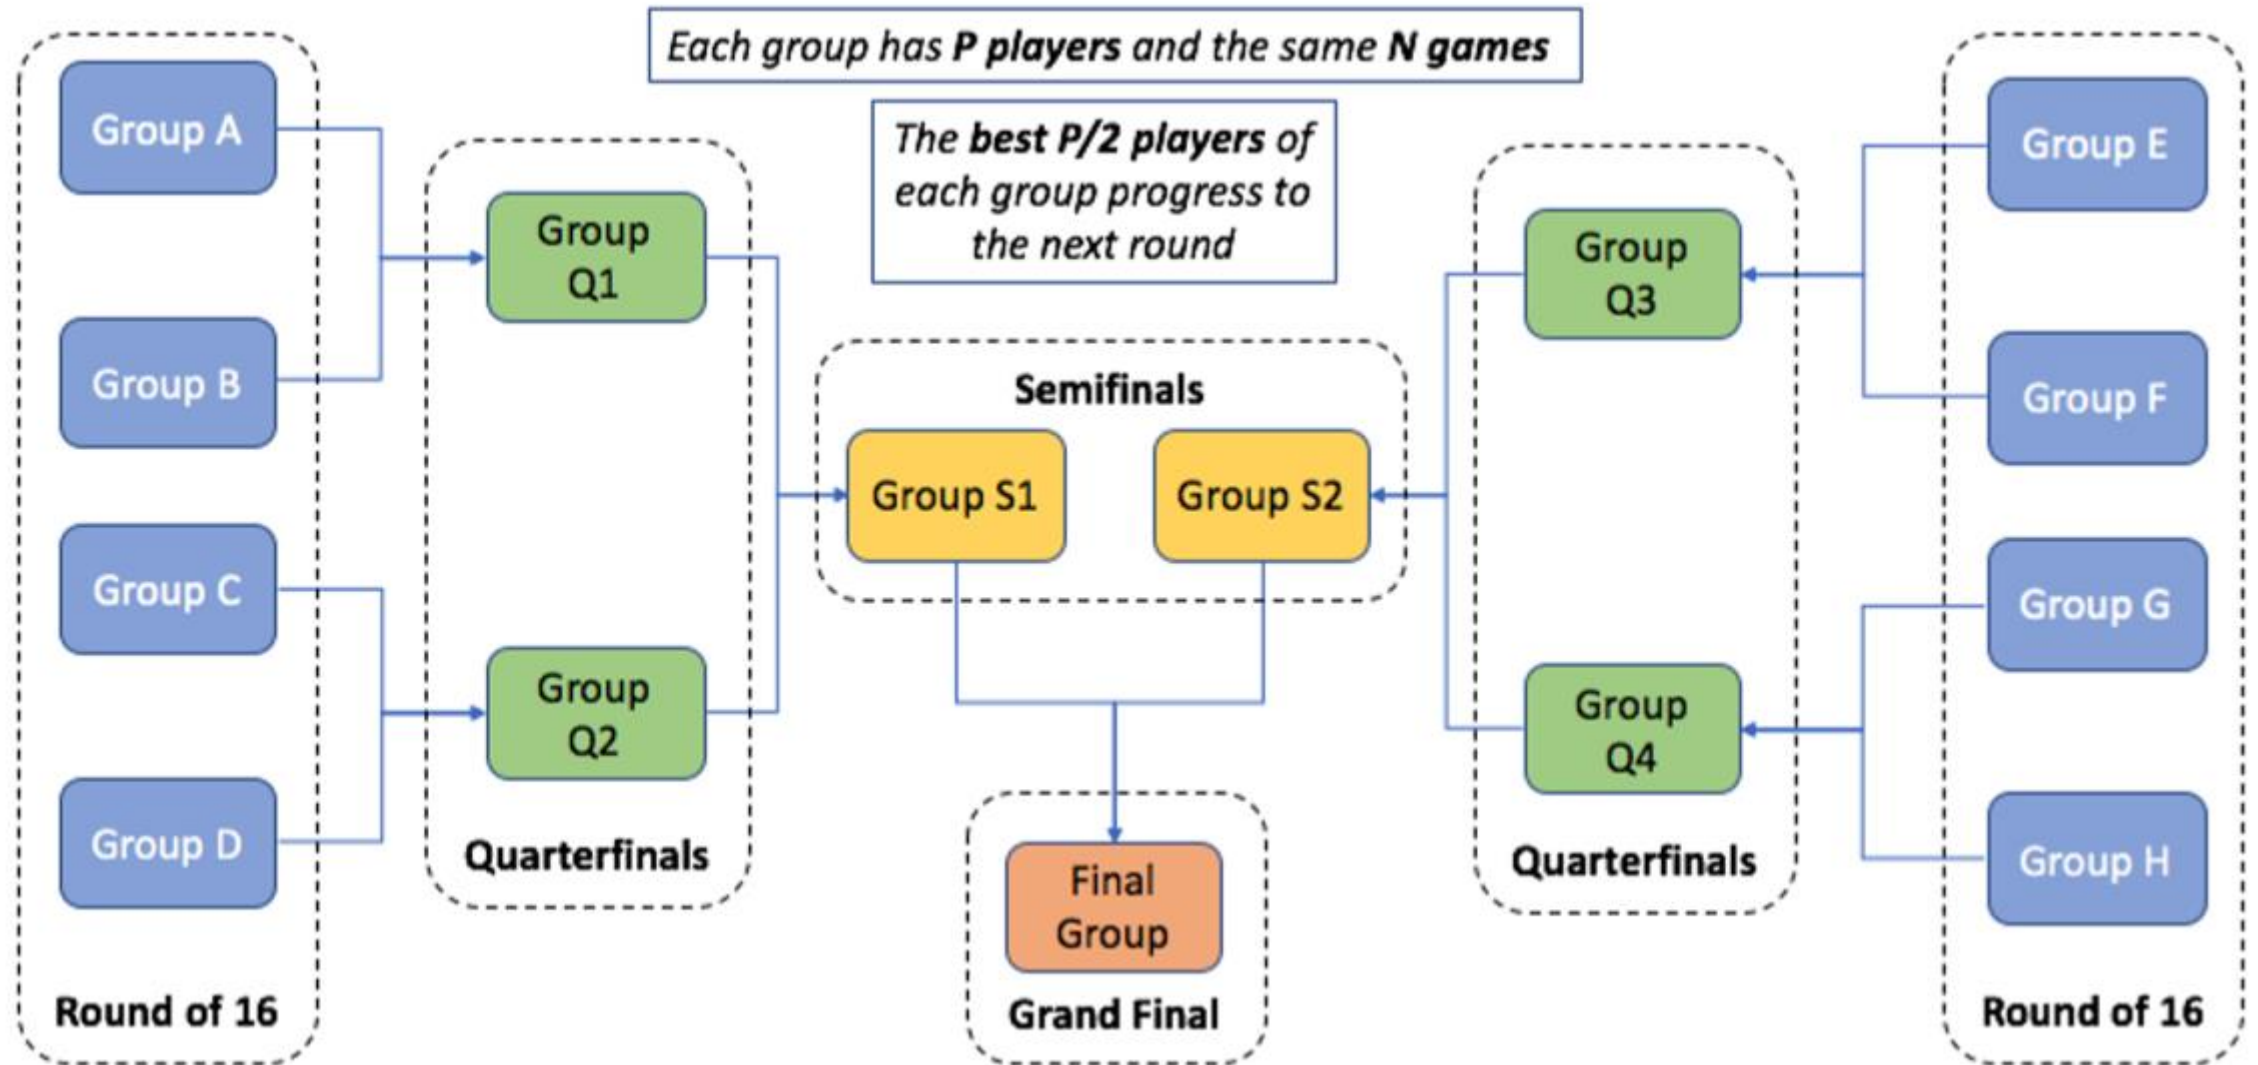 Each group has P players and the same N games
The best P/2 players of
each group progress to
the next round
Group A
Group B
Group C
Group D
Round of 16
Group
Q1
Group
Q2
Quarterfinals
Semifinals
Group S1
Group S2
Final
Group
Grand Final
Group
Q3
Group
Q4
Quarterfinals
Group E
Group F
Group G
Group H
Round of 16